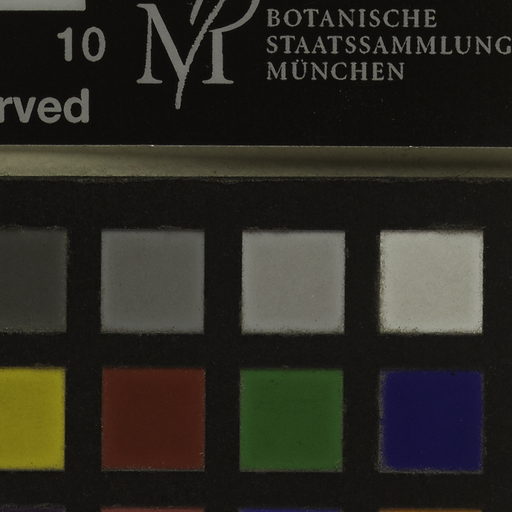 10
rved
BOTANISCHE
STAATSSAMMLUNG
MÜNCHEN